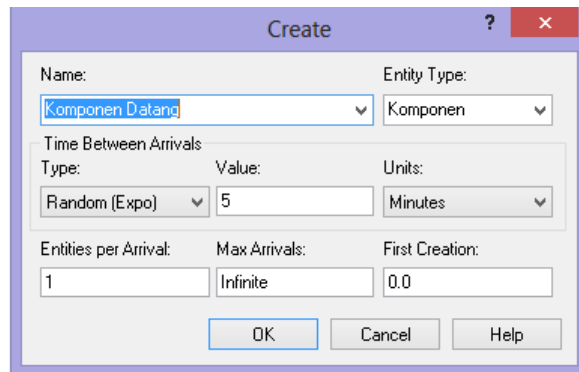 Create ? ×
Name: Entity Type:
Komponen Datang Komponen
Time Between Arrivals
Type: Value: Units:
Random (Expo) 5 Minutes
Entities per Arrival: Max Arrivals: First Creation:
1 Infinite 0.0
OK Cancel Help